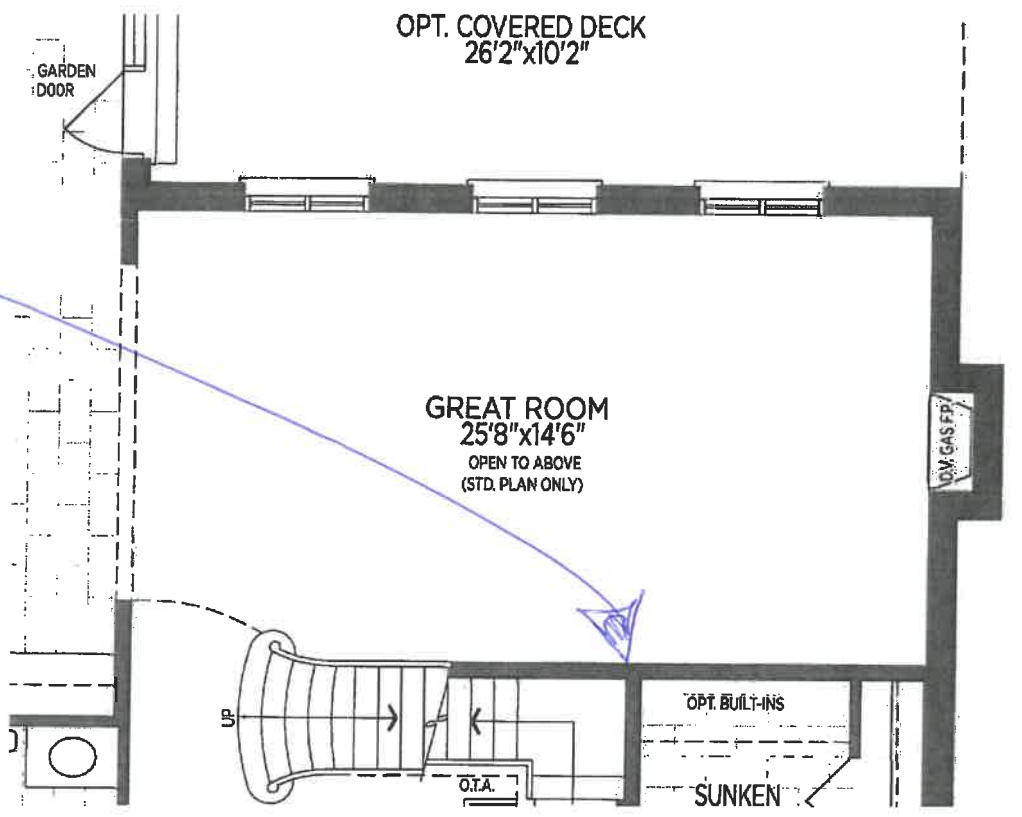 OPT. COVERED DECK
26'2"x10'2"
GARDEN
DOOR
GREAT ROOM
25'8"x14'6"
OPEN TO ABOVE
(STD. PLAN ONLY)
D.V. GAS F.P.
UP
OPT. BUILT-INS
O.T.A.
SUNKEN